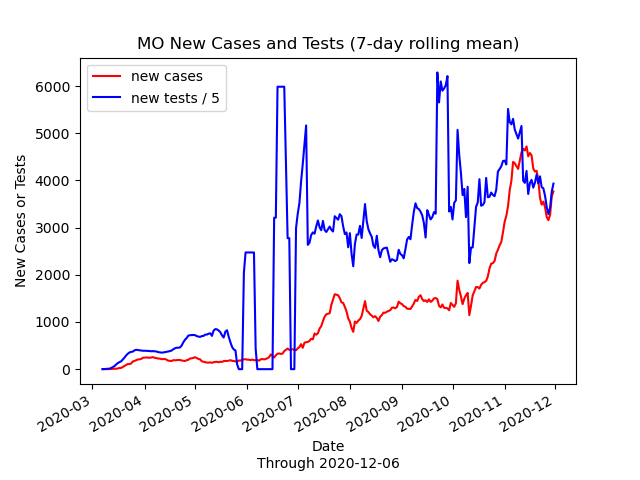 MO New Cases and Tests (7-day rolling mean)
new cases
new tests / 5
New Cases or Tests
6000
5000
4000
3000
2000
1000
0
2020-03
2020-04
2020-05
2020-06
2020-07
2020-08
2020-09
2020-10
2020-11
2020-12
Date
Through 2020-12-06